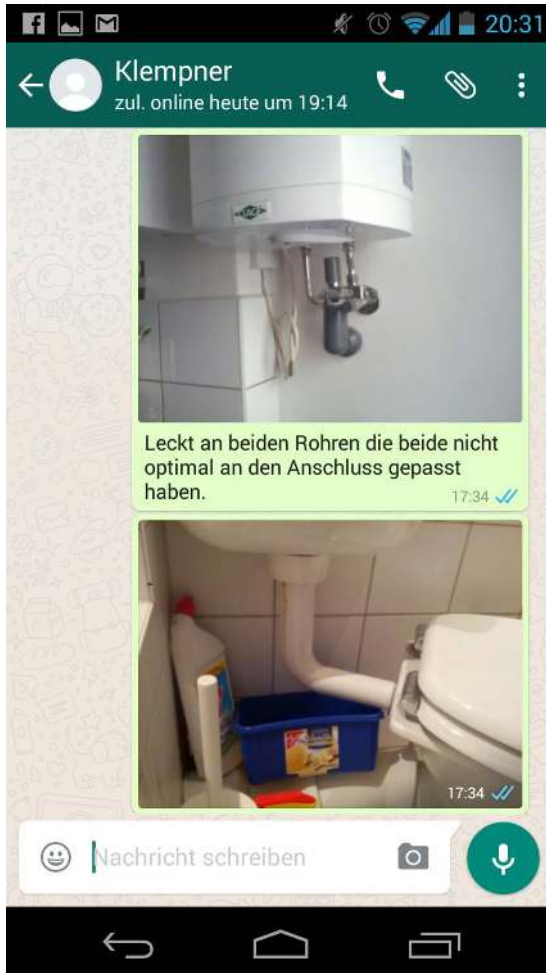 20:31
Klempner
zul. online heute um 19:14
Leckt an beiden Rohren die beide nicht
optimal an den Anschluss gepasst
haben.
17:34
17:34
Nachricht schreiben